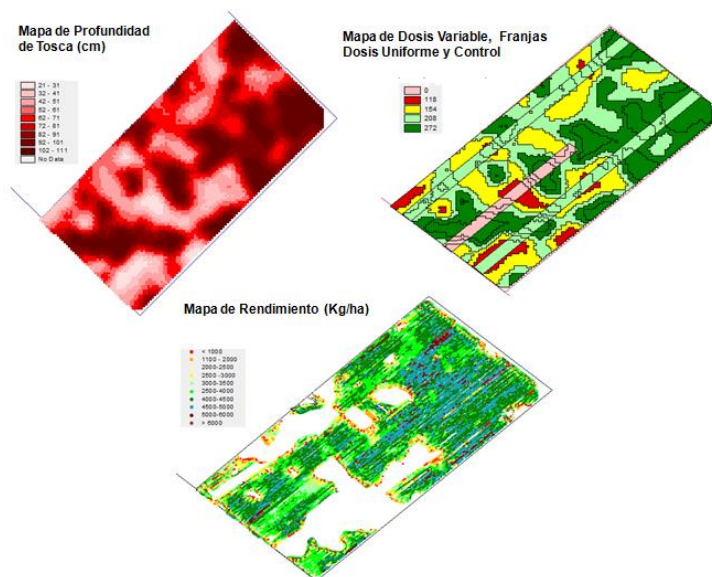 Mapa de Profundidad
de Tosca (cm)
21 - 31
32 - 41
42 - 51
52 - 61
62 - 71
72 - 81
82 - 91
92 - 101
102 - 111
No Data
Mapa de Dosis Variable, Franjas
Dosis Uniforme y Control
0
118
154
208
272
Mapa de Rendimiento (Kg/ha)
< 1000
1100 - 2000
2000-2500
2500 -3000
3000-3500
2500-4000
4000-4500
4500-5000
5000-6000
> 6000